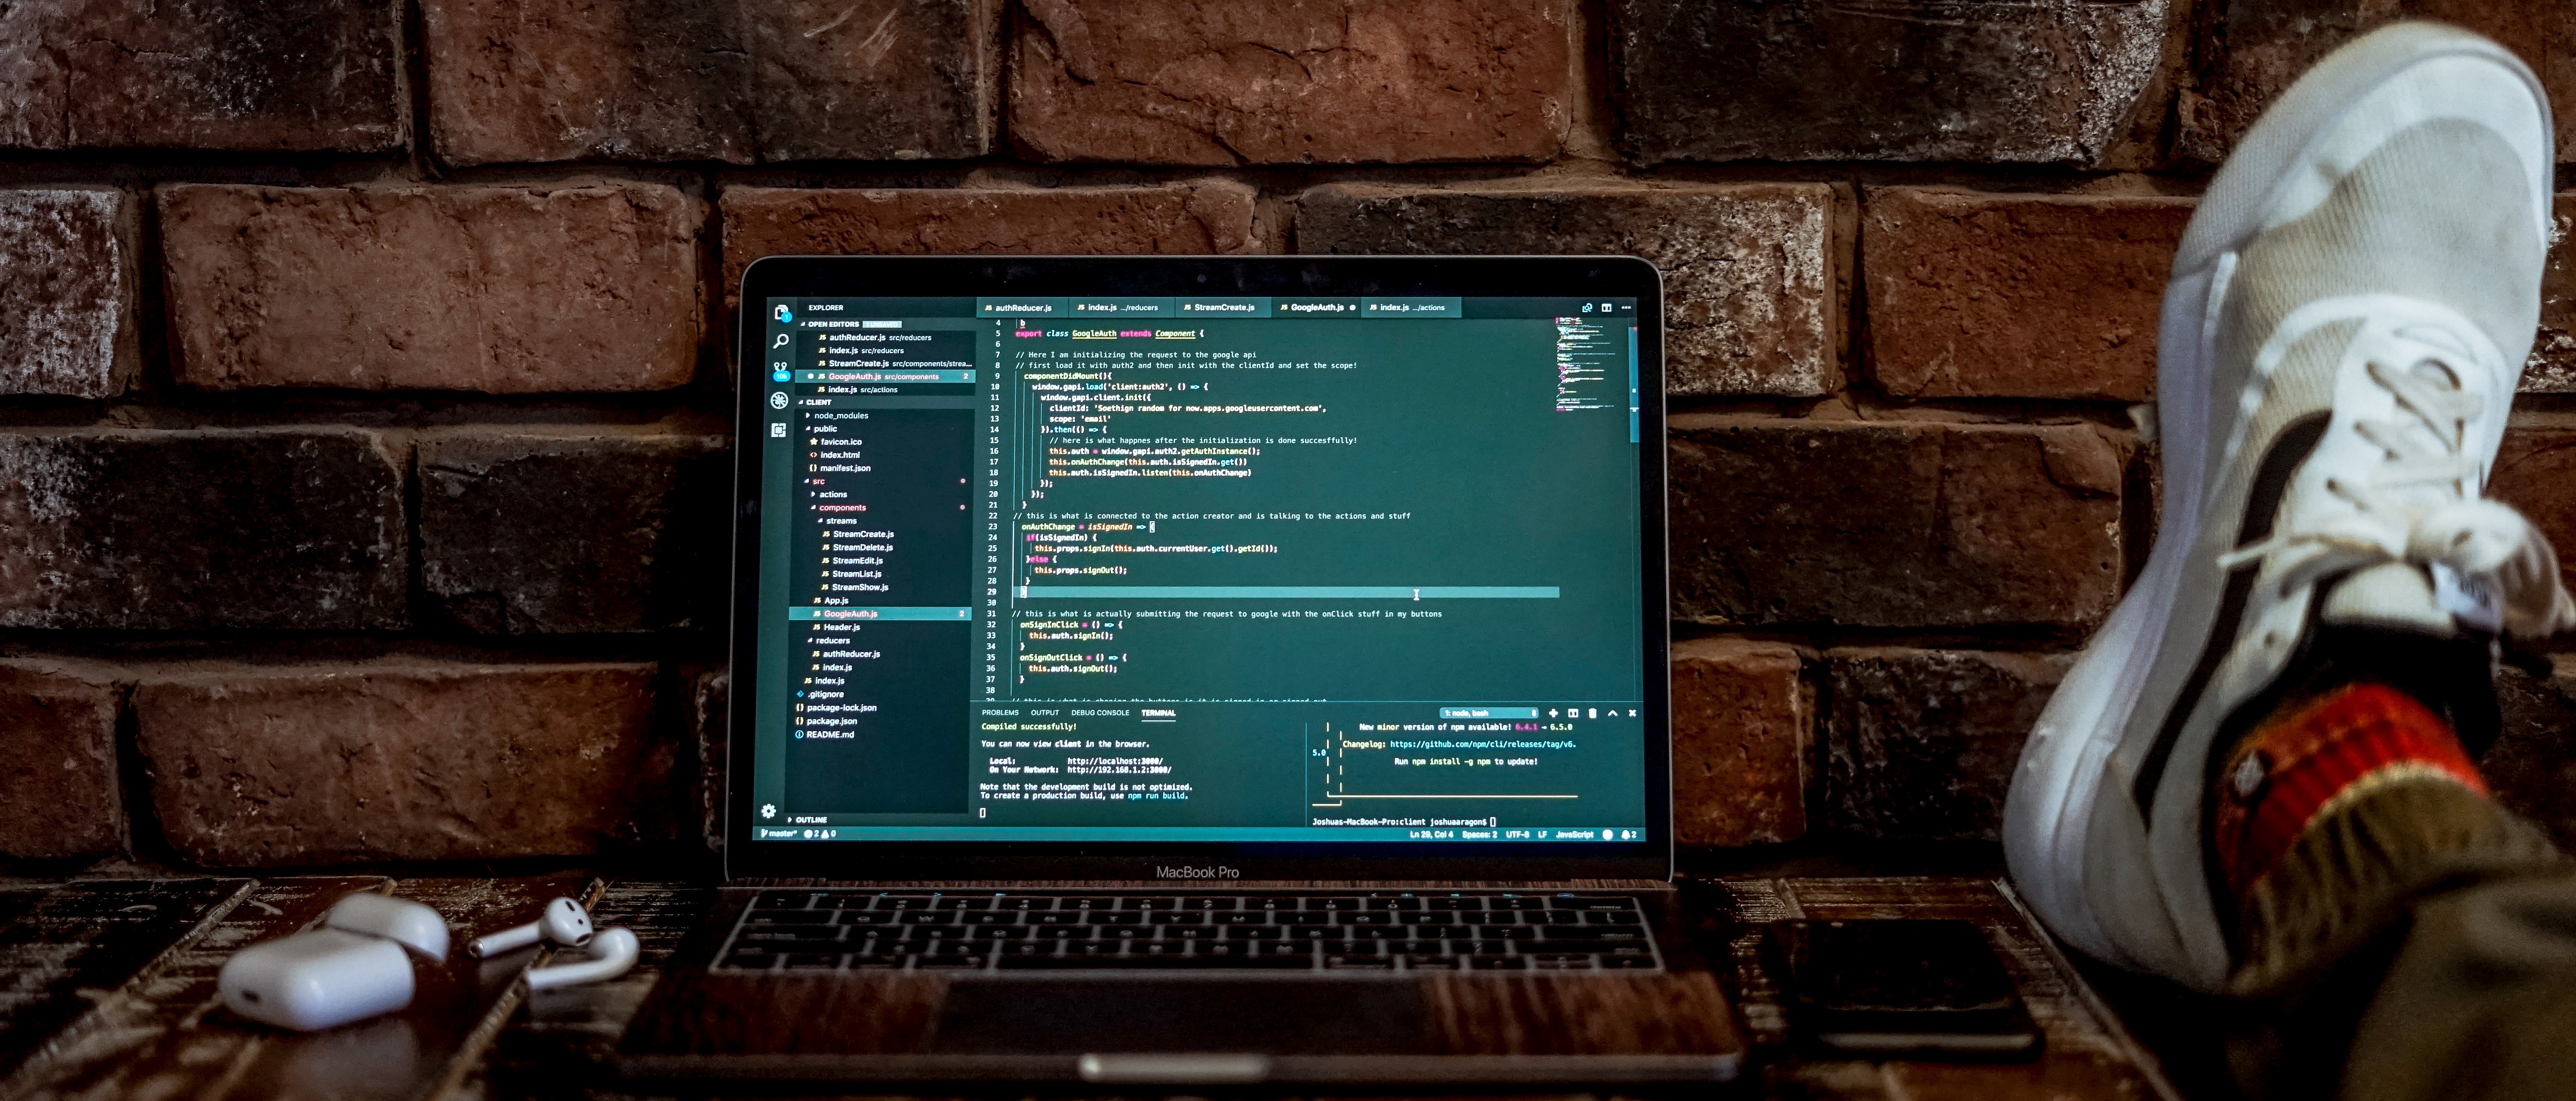 EXPLORER
OPEN EDITORS 1 UNSAVED
authReducer.js src/reducers
index.js src/reducers
StreamCreate.js src/components/strea...
GoogleAuth.js src/components 2
index.js src/actions
CLIENT
node_modules
public
favicon.ico
index.html
manifest.json
src
actions
components
streams
StreamCreate.js
StreamDelete.js
StreamEdit.js
StreamList.js
StreamShow.js
App.js
GoogleAuth.js 2
Header.js
reducers
authReducer.js
index.js
index.js
.gitignore
package-lock.json
package.json
README.md
OUTLINE
authReducer.js
index.js .../reducers
StreamCreate.js
GoogleAuth.js
index.js .../actions
4 b
5 export class GoogleAuth extends Component {
6
7 // Here I am initializing the request to the google api
8 // first load it with auth2 and then init with the clientId and set the scope!
9 componentDidMount(){
10 window.gapi.load('client:auth2', () => {
11 window.gapi.client.init({
12 clientId: 'Soethign random for now.apps.googleusercontent.com',
13 scope: 'email'
14 }).then(() => {
15 // here is what happnes after the initialization is done succesffully!
16 this.auth = window.gapi.auth2.getAuthInstance();
17 this.onAuthChange(this.auth.isSignedIn.get())
18 this.auth.isSignedIn.listen(this.onAuthChange)
19 });
20 });
21 }
22 // this is what is connected to the action creator and is talking to the actions and stuff
23 onAuthChange = isSignedIn => {
24 if(isSignedIn) {
25 this.props.signIn(this.auth.currentUser.get().getId());
26 }else {
27 this.props.signOut();
28 }
29 }
30
31 // this is what is actually submitting the request to google with the onClick stuff in my buttons
32 onSignInClick = () => {
33 this.auth.signIn();
34 }
35 onSignOutClick = () => {
36 this.auth.signOut();
37 }
38
PROBLEMS OUTPUT DEBUG CONSOLE TERMINAL 1: node, bash
Compiled successfully!
You can now view client in the browser.
Local: http://localhost:3000/
On Your Network: http://192.168.1.2:3000/
Note that the development build is not optimized.
To create a production build, use npm run build.
New minor version of npm available! 6.4.1 → 6.5.0
Changelog: https://github.com/npm/cli/releases/tag/v6.
5.0
Run npm install -g npm to update!
Joshuas-MacBook-Pro:client joshuaaragon$
master* 2 0
Ln 29, Col 4 Spaces: 2 UTF-8 LF JavaScript 2
MacBook Pro